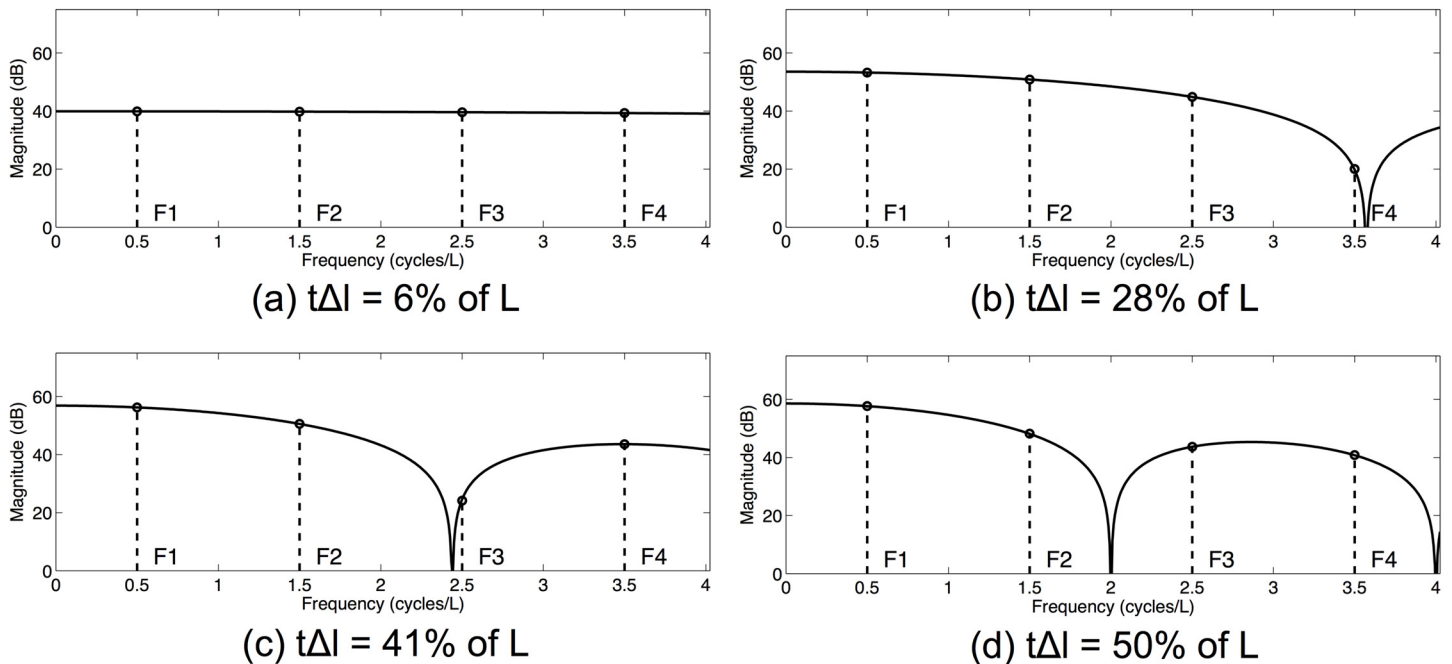 Magnitude (dB)
60
40
20
0
F1 F2 F3 F4
0 0.5 1 1.5 2 2.5 3 3.5 4
Frequency (cycles/L)
(a) t∆l = 6% of L
Magnitude (dB)
60
40
20
0
F1 F2 F3 F4
0 0.5 1 1.5 2 2.5 3 3.5 4
Frequency (cycles/L)
(b) t∆l = 28% of L
Magnitude (dB)
60
40
20
0
F1 F2 F3 F4
0 0.5 1 1.5 2 2.5 3 3.5 4
Frequency (cycles/L)
(c) t∆l = 41% of L
Magnitude (dB)
60
40
20
0
F1 F2 F3 F4
0 0.5 1 1.5 2 2.5 3 3.5 4
Frequency (cycles/L)
(d) t∆l = 50% of L